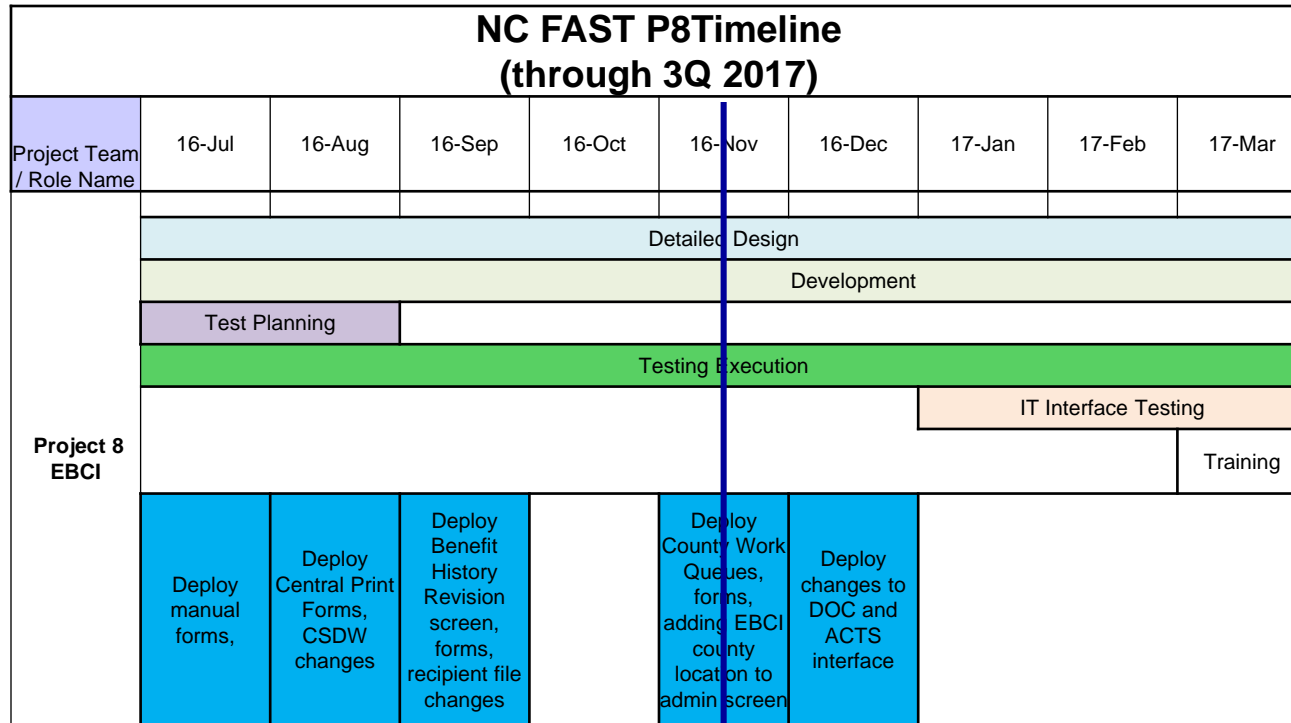 NC FAST P8Timeline
(through 3Q 2017)
Project Team
/ Role Name
16-Jul
16-Aug
16-Sep
16-Oct
16-Nov
16-Dec
17-Jan
17-Feb
17-Mar
Detailed Design
Development
Test Planning
Testing Execution
IT Interface Testing
Project 8
EBCI
Training
Deploy
manual
forms,
Deploy
Central Print
Forms,
CSDW
changes
Deploy
Benefit
History
Revision
screen,
forms,
recipient file
changes
Deploy
County Work
Queues,
forms,
adding EBCI
county
location to
admin screen
Deploy
changes to
DOC and
ACTS
interface